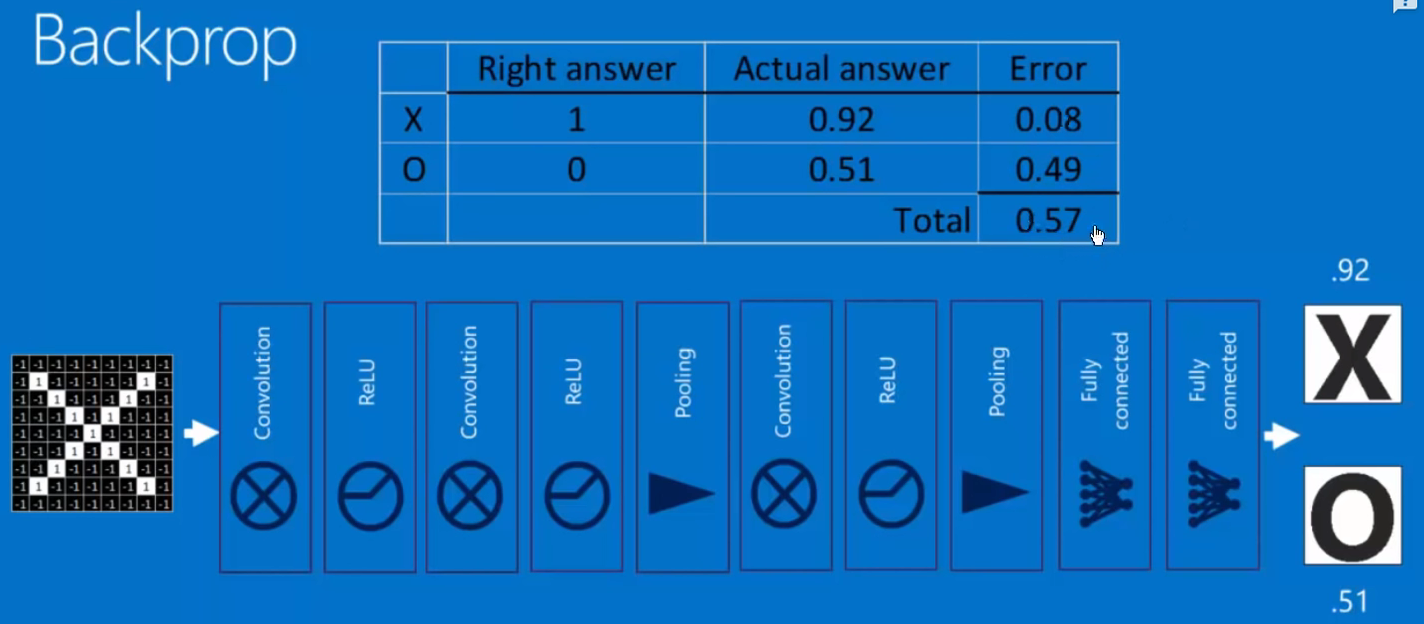 Backprop
Right answer Actual answer Error
X 1 0.92 0.08
O 0 0.51 0.49
Total 0.57
.92
Convolution
ReLU
Convolution
ReLU
Pooling
Convolution
ReLU
Pooling
Fully
connected
Fully
connected
X
-1 -1 -1 -1 -1 -1 -1 -1 -1
-1 1 -1 -1 -1 -1 -1 1 -1
-1 -1 1 -1 -1 -1 1 -1 -1
-1 -1 -1 1 -1 1 -1 -1 -1
-1 -1 -1 -1 1 -1 -1 -1 -1
-1 -1 -1 1 -1 1 -1 -1 -1
-1 -1 1 -1 -1 -1 1 -1 -1
-1 1 -1 -1 -1 -1 -1 1 -1
-1 -1 -1 -1 -1 -1 -1 -1 -1
O
.51